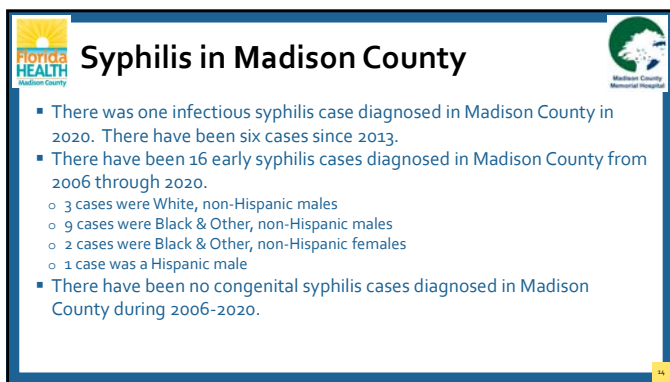 Florida
HEALTH
Madison County
Syphilis in Madison County
Madison County
Memorial Hospital
▪ There was one infectious syphilis case diagnosed in Madison County in
2020. There have been six cases since 2013.
▪ There have been 16 early syphilis cases diagnosed in Madison County from
2006 through 2020.
o 3 cases were White, non-Hispanic males
o 9 cases were Black & Other, non-Hispanic males
o 2 cases were Black & Other, non-Hispanic females
o 1 case was a Hispanic male
▪ There have been no congenital syphilis cases diagnosed in Madison
County during 2006-2020.
14